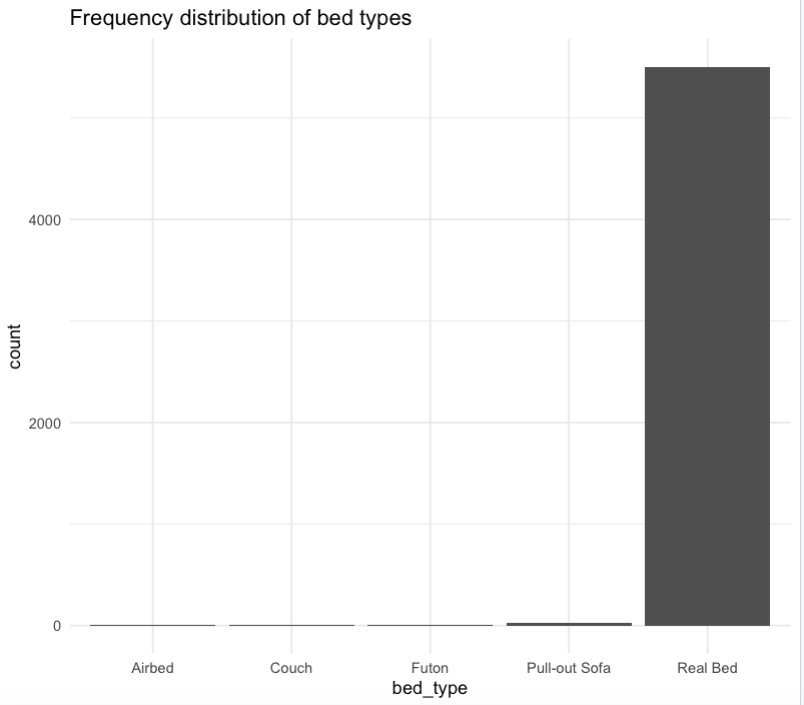 Frequency distribution of bed types
4000
2000
0
count
Airbed Couch Futon Pull-out Sofa Real Bed
bed_type